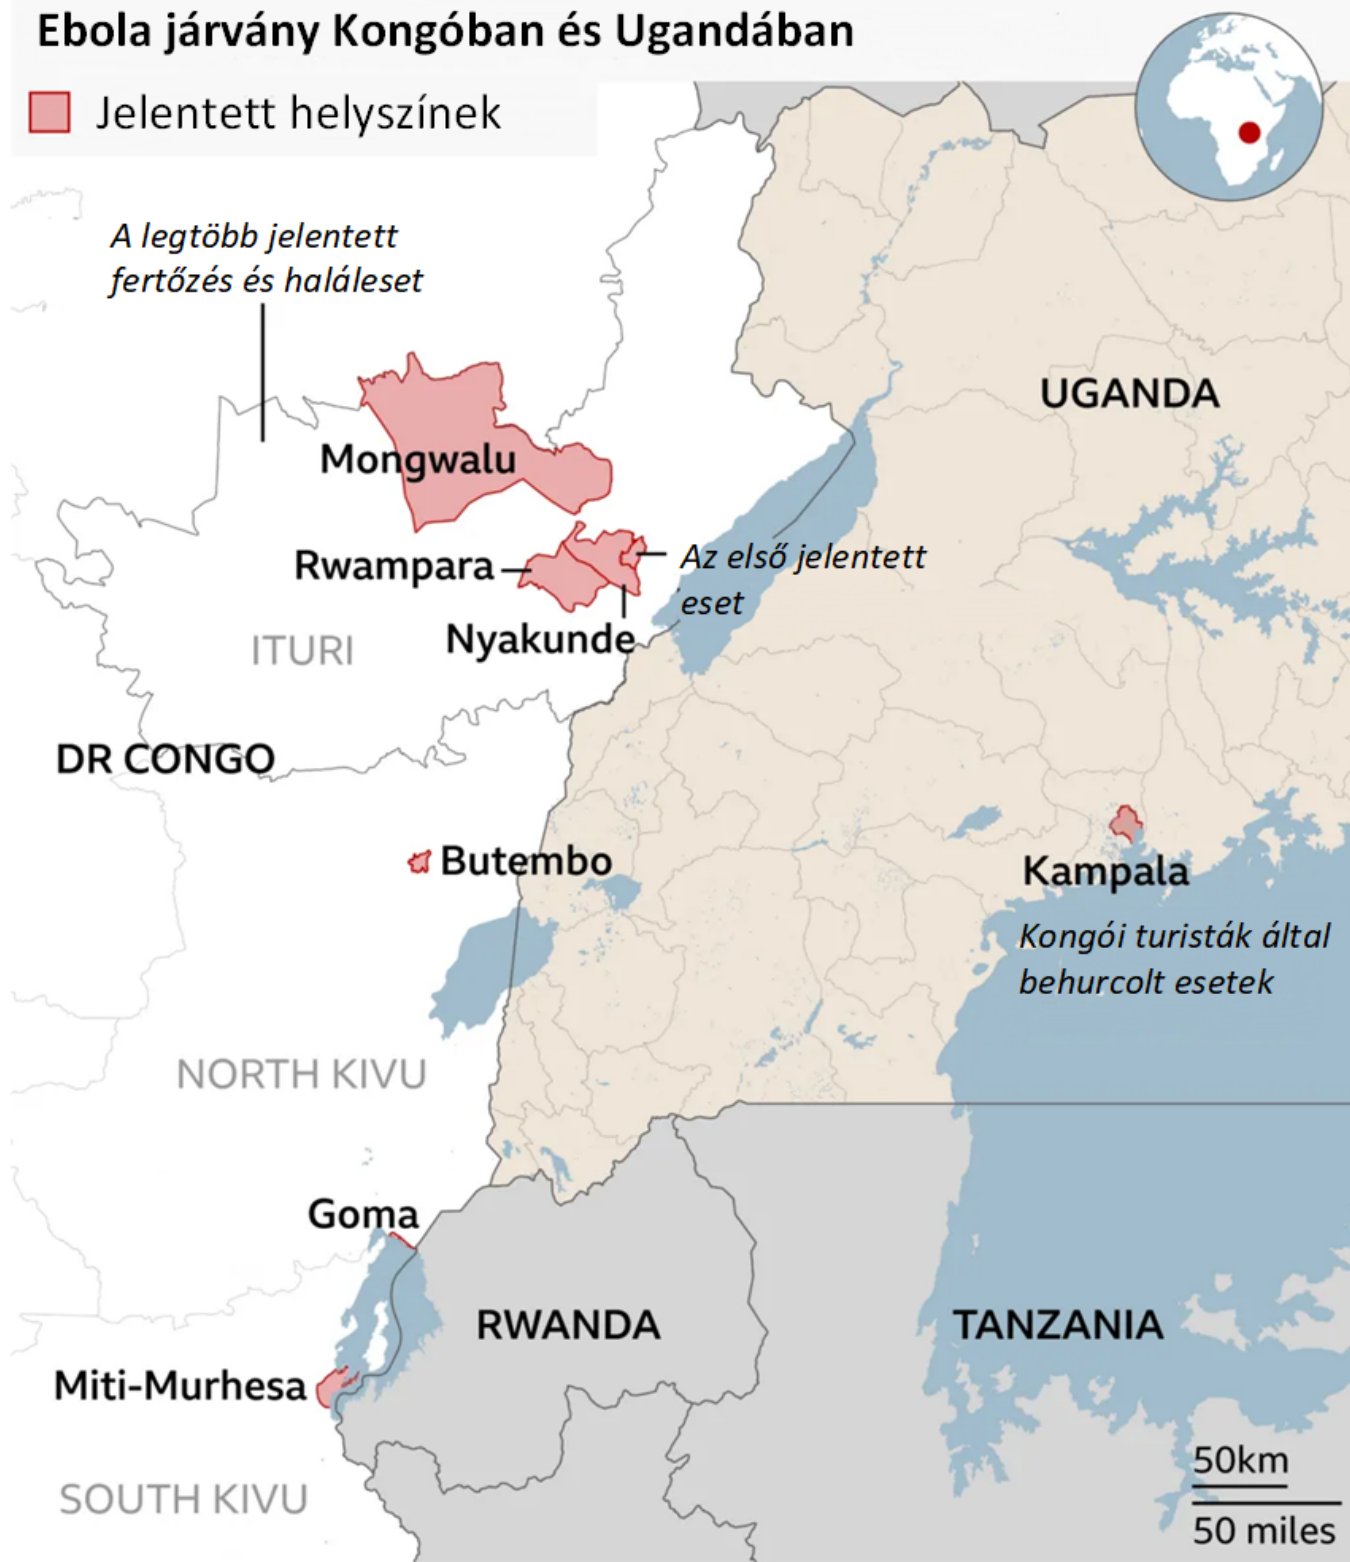 Ebola járvány Kongóban és Ugandában
Jelentett helyszínek
A legtöbb jelentett
fertőzés és haláleset
UGANDA
Mongwalu
Rwampara
Az első jelentett
eset
Nyakunde
ITURI
DR CONGO
Butembo
Kampala
Kongói turisták által
behurcolt esetek
NORTH KIVU
Goma
RWANDA
TANZANIA
Miti-Murhesa
50km
SOUTH KIVU
50 miles